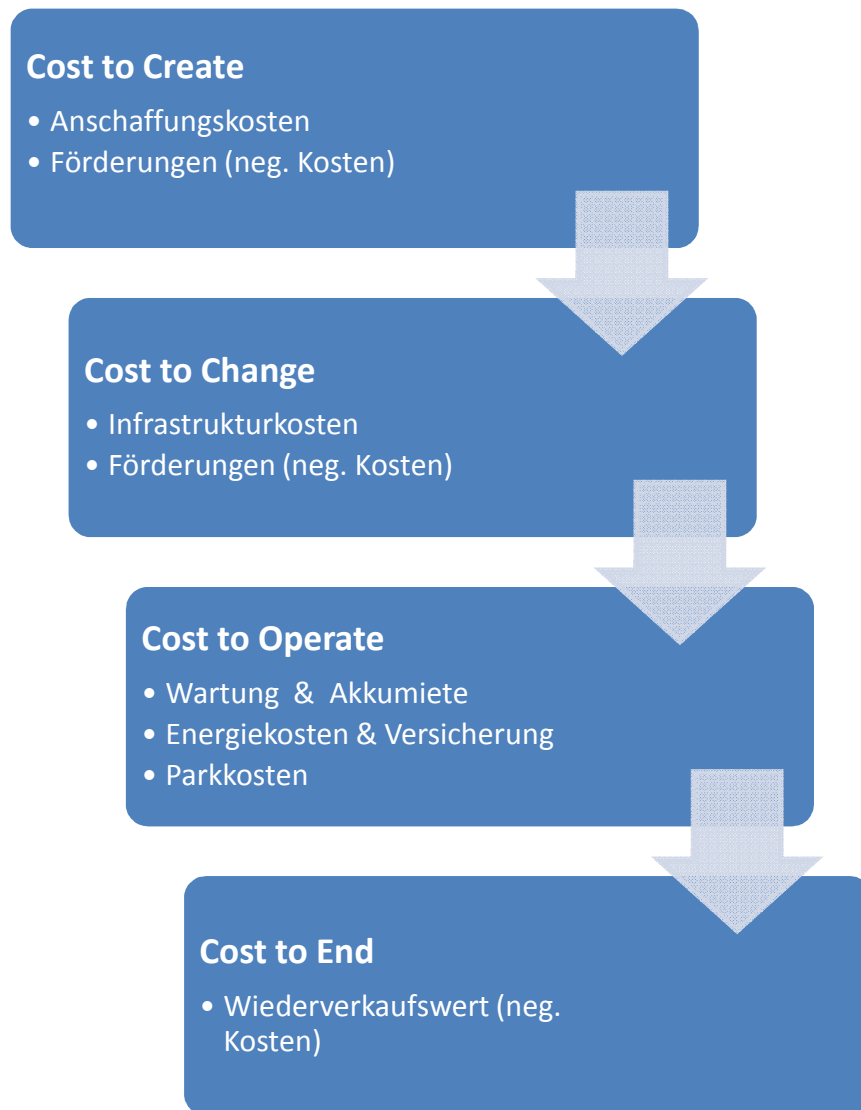 Cost to Create
• Anschaffungskosten
• Förderungen (neg. Kosten)
Cost to Change
• Infrastrukturkosten
• Förderungen (neg. Kosten)
Cost to Operate
• Wartung & Akkumiete
• Energiekosten & Versicherung
• Parkkosten
Cost to End
• Wiederverkaufswert (neg.
Kosten)